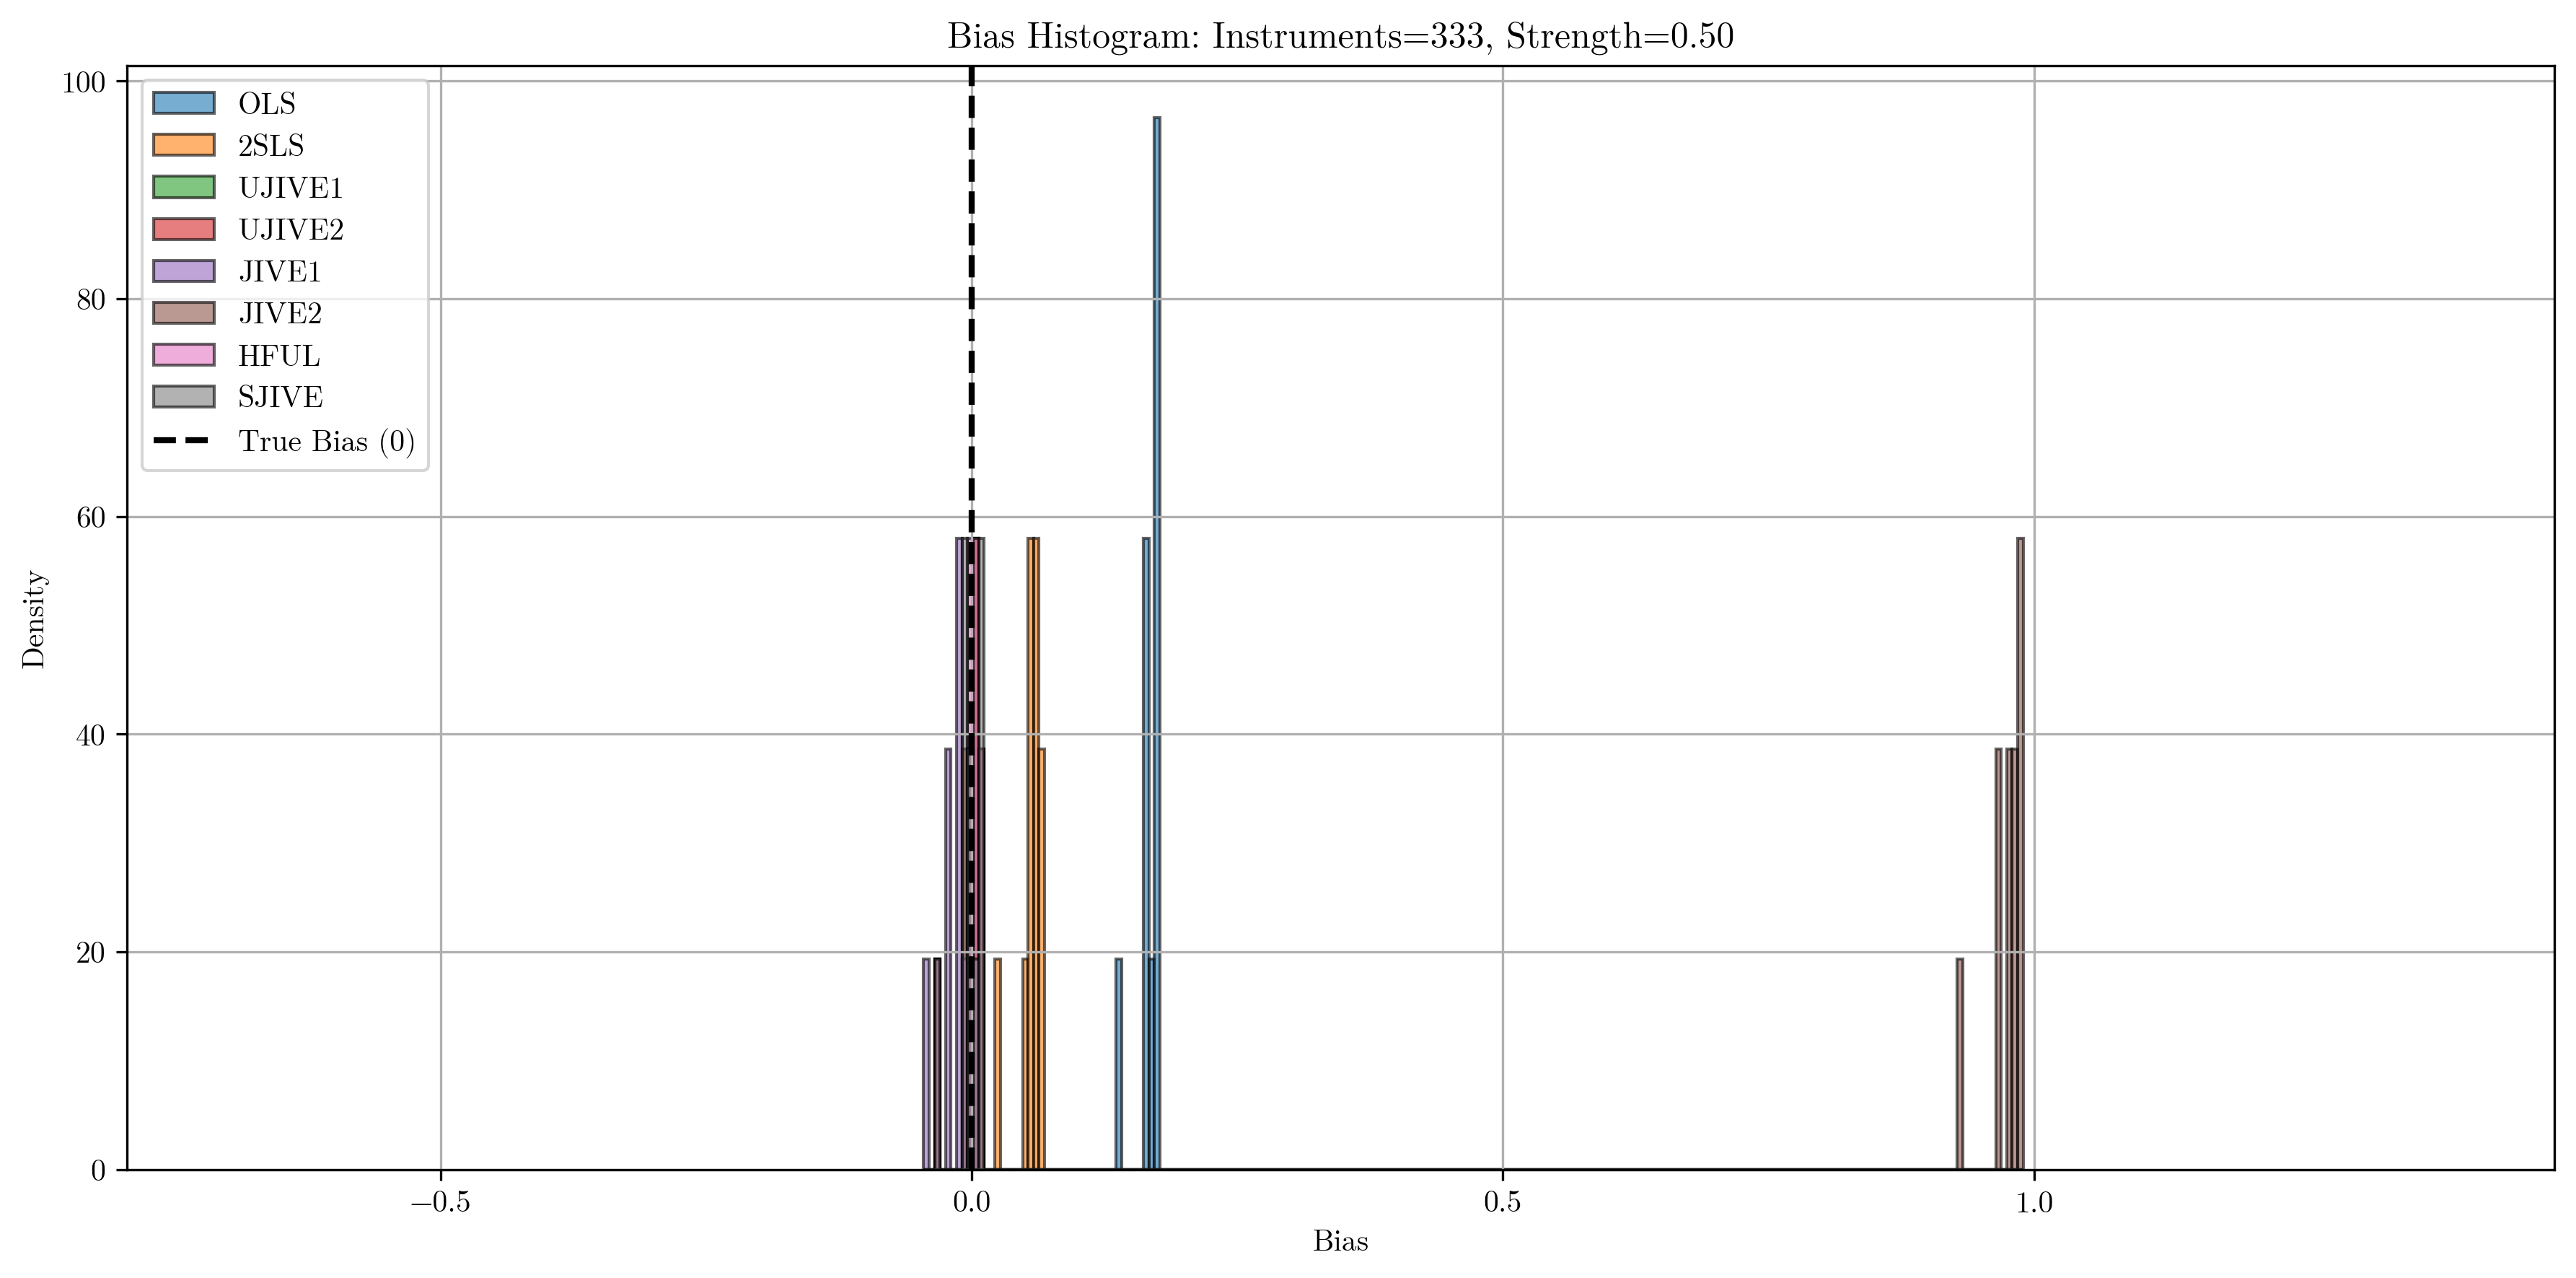 Bias Histogram: Instruments=333, Strength=0.50
100
80
60
40
20
0
Density
OLS
2SLS
UJIVE1
UJIVE2
JIVE1
JIVE2
HFUL
SJIVE
True Bias (0)
−0.5
0.0
0.5
1.0
Bias